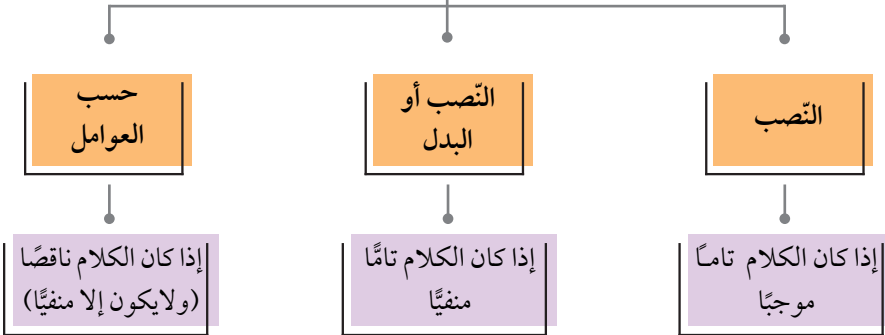 النّصب
النّصب أو
البدل
حسب
العوامل
إذا كان الكلام تامـًا
موجبًا
إذا كان الكلام تامًّا
منفيًّا
إذا كان الكلام ناقصًا
(ولايكون إلا منفيًّا)